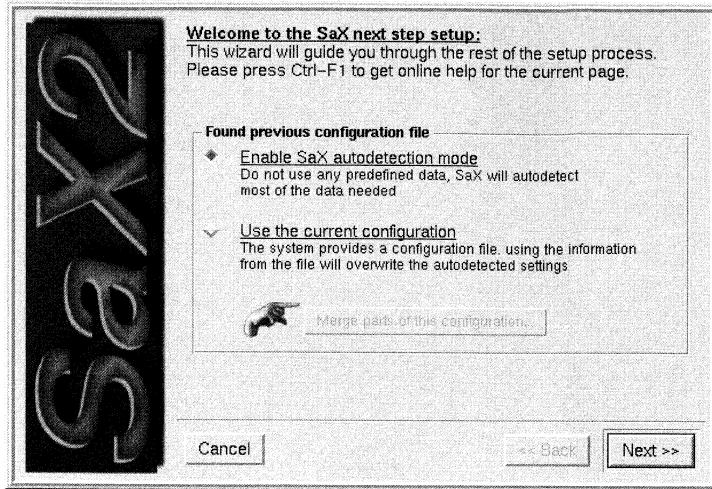 SaX2
Welcome to the SaX next step setup:
This wizard will guide you through the rest of the setup process.
Please press Ctrl-F1 to get online help for the current page.
Found previous configuration file
Enable SaX autodetection mode
Do not use any predefined data, SaX will autodetect
most of the data needed
Use the current configuration
The system provides a configuration file. using the information
from the file will overwrite the autodetected settings
Merge parts of this configuration...
Cancel
<< Back
Next >>